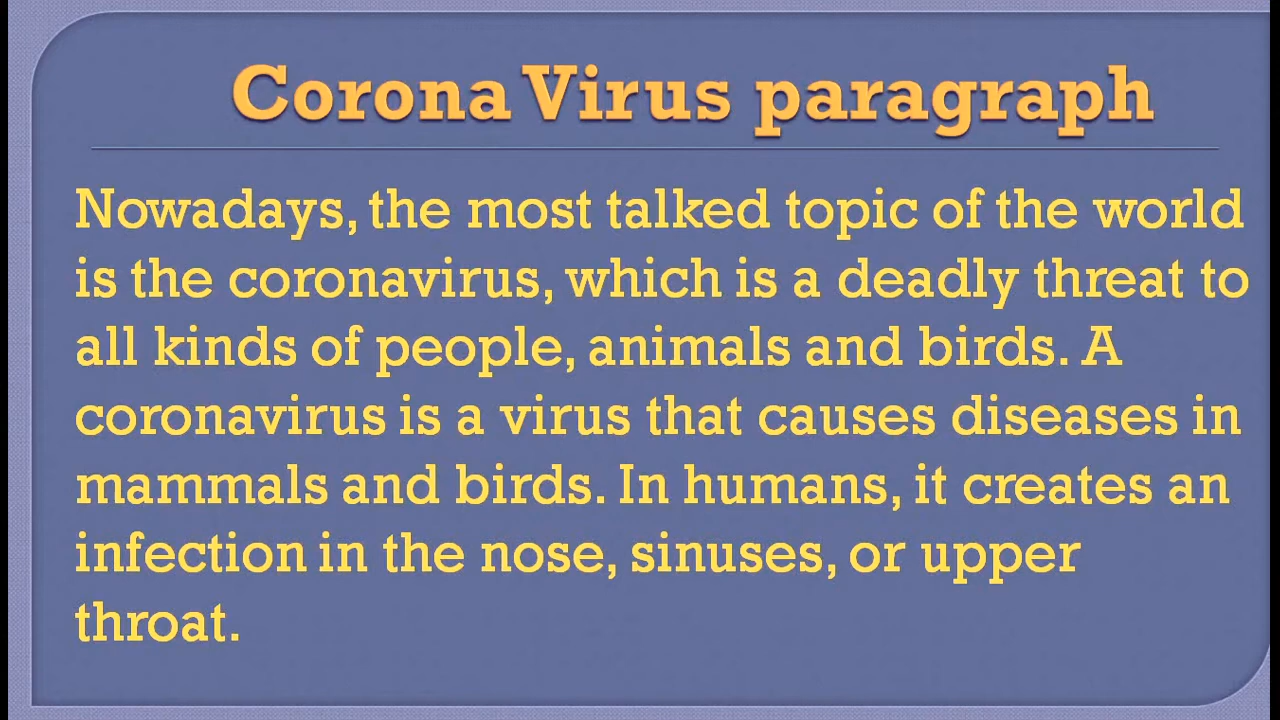 Corona Virus paragraph
Nowadays, the most talked topic of the world
is the coronavirus, which is a deadly threat to
all kinds of people, animals and birds. A
coronavirus is a virus that causes diseases in
mammals and birds. In humans, it creates an
infection in the nose, sinuses, or upper
throat.